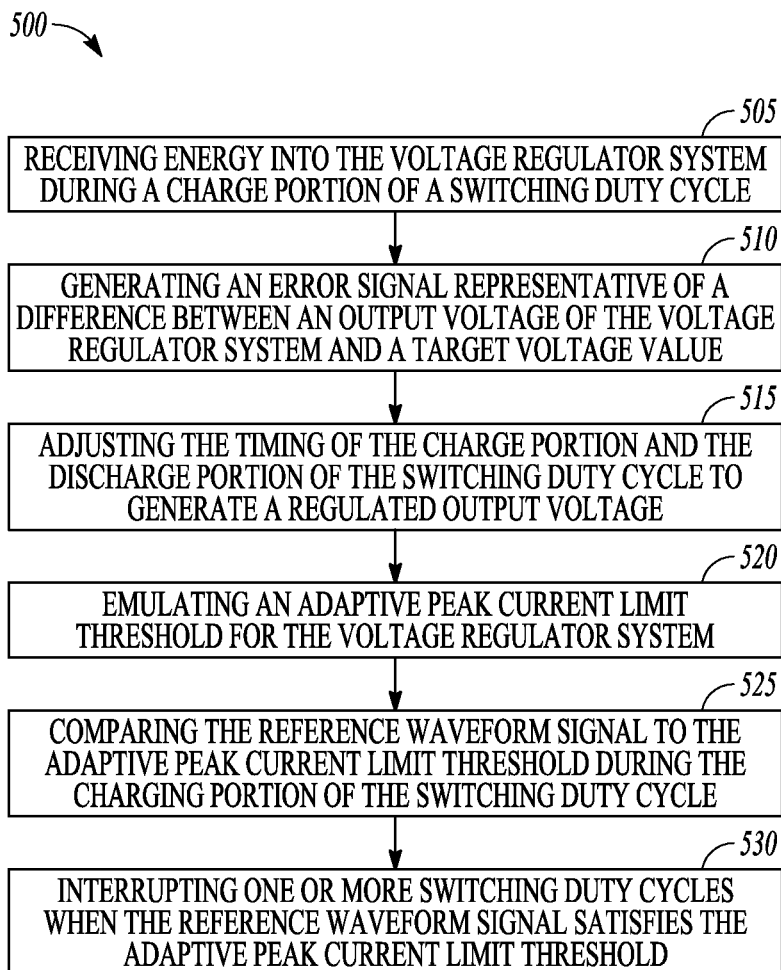 500
505
RECEIVING ENERGY INTO THE VOLTAGE REGULATOR SYSTEM
DURING A CHARGE PORTION OF A SWITCHING DUTY CYCLE
510
GENERATING AN ERROR SIGNAL REPRESENTATIVE OF A
DIFFERENCE BETWEEN AN OUTPUT VOLTAGE OF THE VOLTAGE
REGULATOR SYSTEM AND A TARGET VOLTAGE VALUE
515
ADJUSTING THE TIMING OF THE CHARGE PORTION AND THE
DISCHARGE PORTION OF THE SWITCHING DUTY CYCLE TO
GENERATE A REGULATED OUTPUT VOLTAGE
520
EMULATING AN ADAPTIVE PEAK CURRENT LIMIT
THRESHOLD FOR THE VOLTAGE REGULATOR SYSTEM
525
COMPARING THE REFERENCE WAVEFORM SIGNAL TO THE
ADAPTIVE PEAK CURRENT LIMIT THRESHOLD DURING THE
CHARGING PORTION OF THE SWITCHING DUTY CYCLE
530
INTERRUPTING ONE OR MORE SWITCHING DUTY CYCLES
WHEN THE REFERENCE WAVEFORM SIGNAL SATISFIES THE
ADAPTIVE PEAK CURRENT LIMIT THRESHOLD